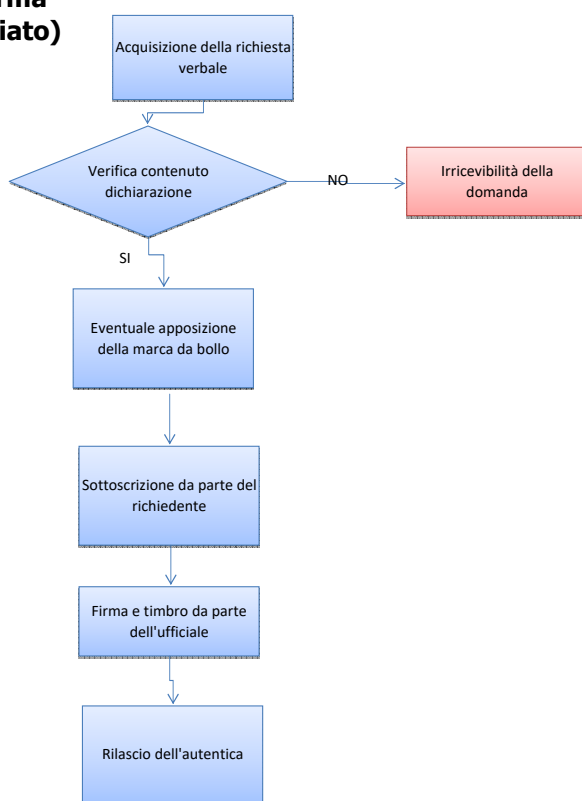 iato)
Acquisizione della richiesta
verbale
Verifica contenuto
dichiarazione
NO
Irricevibilità della
domanda
SI
Eventuale apposizione
della marca da bollo
Sottoscrizione da parte del
richiedente
Firma e timbro da parte
dell'ufficiale
Rilascio dell'autentica